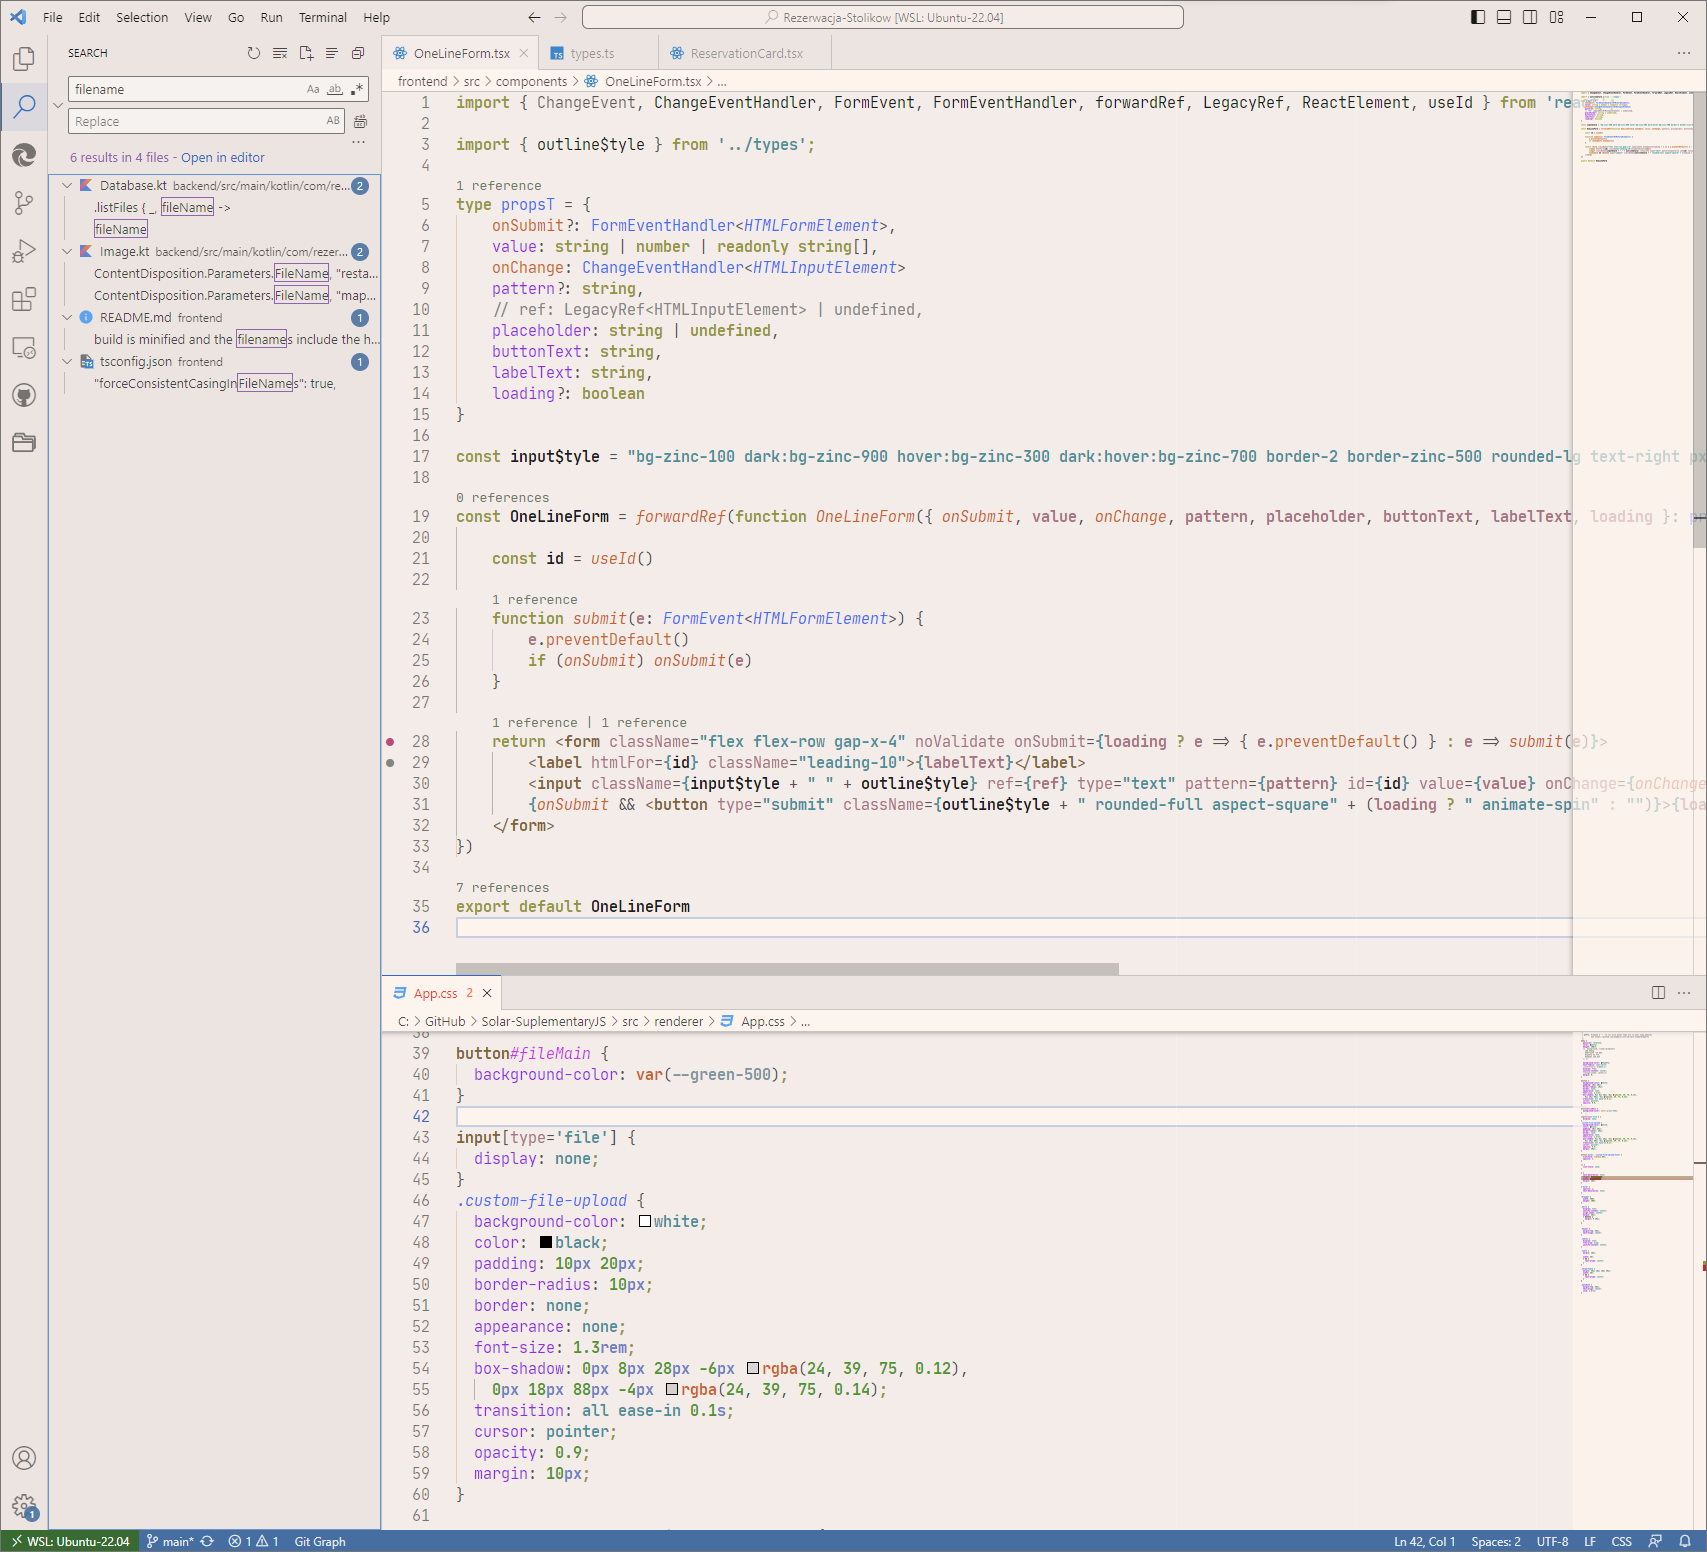 File Edit Selection View Go Run Terminal Help
Rezerwacja-Stolikow [WSL: Ubuntu-22.04]
SEARCH
filename
Aa ab .*
Replace
AB
6 results in 4 files - Open in editor
Database.kt backend/src/main/kotlin/com/re... 2
.listFiles { _, fileName ->
fileName
Image.kt backend/src/main/kotlin/com/rezer... 2
ContentDisposition.Parameters.FileName, "resta...
ContentDisposition.Parameters.FileName, "map...
README.md frontend 1
build is minified and the filenames include the h...
tsconfig.json frontend 1
"forceConsistentCasingInFileNames": true,
1
OneLineForm.tsx types.ts ReservationCard.tsx
frontend > src > components > OneLineForm.tsx > ...
1 import { ChangeEvent, ChangeEventHandler, FormEvent, FormEventHandler, forwardRef, LegacyRef, ReactElement, useId } from 'rea
2
3 import { outline$tyle } from '../types';
4
1 reference
5 type propsT = {
6 onSubmit?: FormEventHandler<HTMLFormElement>,
7 value: string | number | readonly string[],
8 onChange: ChangeEventHandler<HTMLInputElement>
9 pattern?: string,
10 // ref: LegacyRef<HTMLInputElement> | undefined,
11 placeholder: string | undefined,
12 buttonText: string,
13 labelText: string,
14 loading?: boolean
15 }
16
17 const input$tyle = "bg-zinc-100 dark:bg-zinc-900 hover:bg-zinc-300 dark:hover:bg-zinc-700 border-2 border-zinc-500 rounded-lg text-right px
18
0 references
19 const OneLineForm = forwardRef(function OneLineForm({ onSubmit, value, onChange, pattern, placeholder, buttonText, labelText, loading }: pr
20
21 const id = useId()
22
1 reference
23 function submit(e: FormEvent<HTMLFormElement>) {
24 e.preventDefault()
25 if (onSubmit) onSubmit(e)
26 }
27
1 reference | 1 reference
28 return <form className="flex flex-row gap-x-4" noValidate onSubmit={loading ? e => { e.preventDefault() } : e => submit(e)}>
29 <label htmlFor={id} className="leading-10">{labelText}</label>
30 <input className={input$tyle + " " + outline$tyle} ref={ref} type="text" pattern={pattern} id={id} value={value} onChange={onChange
31 {onSubmit && <button type="submit" className={outline$tyle + " rounded-full aspect-square" + (loading ? " animate-spin" : "")}>{loa
32 </form>
33 })
34
7 references
35 export default OneLineForm
36
App.css 2
C: > GitHub > Solar-SuplementaryJS > src > renderer > App.css > ...
38
39 button#fileMain {
40 background-color: var(--green-500);
41 }
42
43 input[type='file'] {
44 display: none;
45 }
46 .custom-file-upload {
47 background-color: white;
48 color: black;
49 padding: 10px 20px;
50 border-radius: 10px;
51 border: none;
52 appearance: none;
53 font-size: 1.3rem;
54 box-shadow: 0px 8px 28px -6px rgba(24, 39, 75, 0.12),
55 0px 18px 88px -4px rgba(24, 39, 75, 0.14);
56 transition: all ease-in 0.1s;
57 cursor: pointer;
58 opacity: 0.9;
59 margin: 10px;
60 }
61
WSL: Ubuntu-22.04 main* 1 1 Git Graph Ln 42, Col 1 Spaces: 2 UTF-8 LF CSS